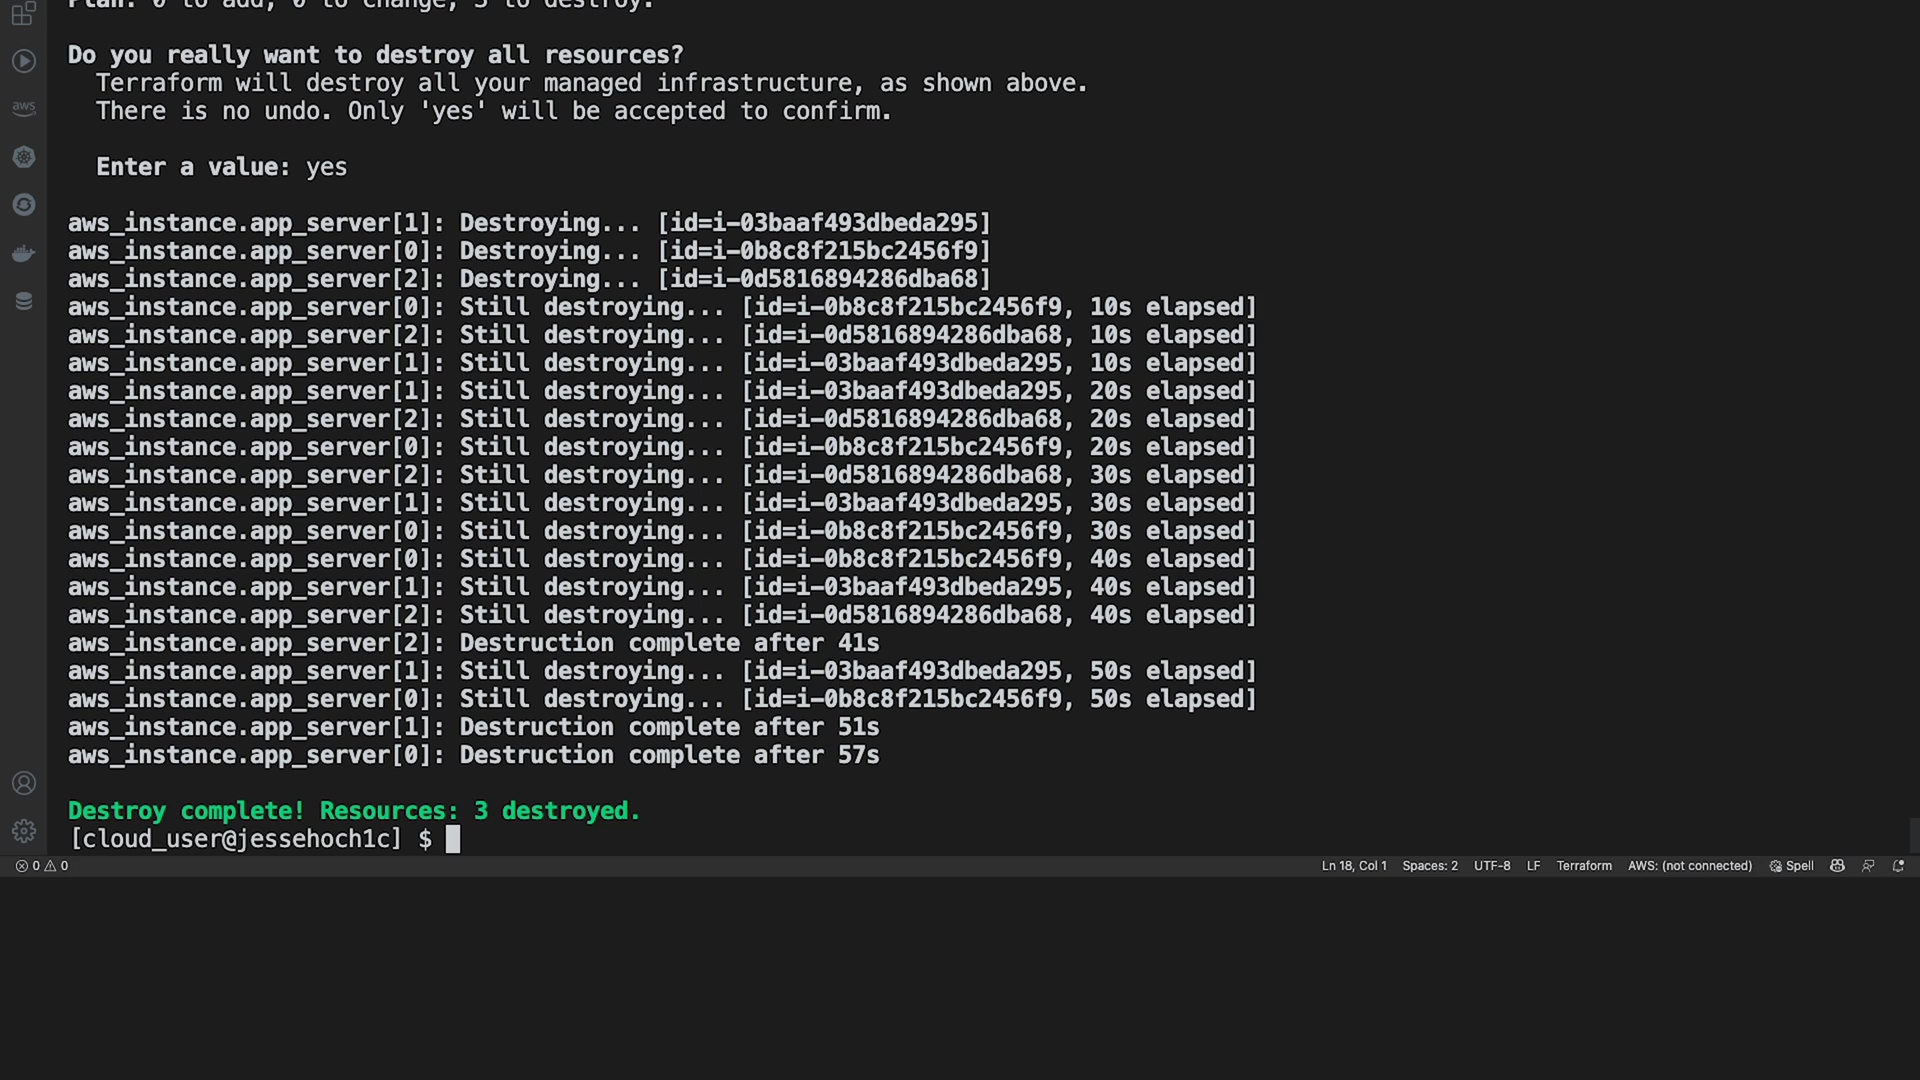 Plan: 0 to add, 0 to change, 3 to destroy.
Do you really want to destroy all resources?
Terraform will destroy all your managed infrastructure, as shown above.
There is no undo. Only 'yes' will be accepted to confirm.
Enter a value: yes
aws_instance.app_server[1]: Destroying... [id=i-03baaf493dbeda295]
aws_instance.app_server[0]: Destroying... [id=i-0b8c8f215bc2456f9]
aws_instance.app_server[2]: Destroying... [id=i-0d5816894286dba68]
aws_instance.app_server[0]: Still destroying... [id=i-0b8c8f215bc2456f9, 10s elapsed]
aws_instance.app_server[2]: Still destroying... [id=i-0d5816894286dba68, 10s elapsed]
aws_instance.app_server[1]: Still destroying... [id=i-03baaf493dbeda295, 10s elapsed]
aws_instance.app_server[1]: Still destroying... [id=i-03baaf493dbeda295, 20s elapsed]
aws_instance.app_server[2]: Still destroying... [id=i-0d5816894286dba68, 20s elapsed]
aws_instance.app_server[0]: Still destroying... [id=i-0b8c8f215bc2456f9, 20s elapsed]
aws_instance.app_server[2]: Still destroying... [id=i-0d5816894286dba68, 30s elapsed]
aws_instance.app_server[1]: Still destroying... [id=i-03baaf493dbeda295, 30s elapsed]
aws_instance.app_server[0]: Still destroying... [id=i-0b8c8f215bc2456f9, 30s elapsed]
aws_instance.app_server[0]: Still destroying... [id=i-0b8c8f215bc2456f9, 40s elapsed]
aws_instance.app_server[1]: Still destroying... [id=i-03baaf493dbeda295, 40s elapsed]
aws_instance.app_server[2]: Still destroying... [id=i-0d5816894286dba68, 40s elapsed]
aws_instance.app_server[2]: Destruction complete after 41s
aws_instance.app_server[1]: Still destroying... [id=i-03baaf493dbeda295, 50s elapsed]
aws_instance.app_server[0]: Still destroying... [id=i-0b8c8f215bc2456f9, 50s elapsed]
aws_instance.app_server[1]: Destruction complete after 51s
aws_instance.app_server[0]: Destruction complete after 57s
Destroy complete! Resources: 3 destroyed.
[cloud_user@jessehoch1c] $
aws
0 0 Ln 18, Col 1 Spaces: 2 UTF-8 LF Terraform AWS: (not connected) Spell